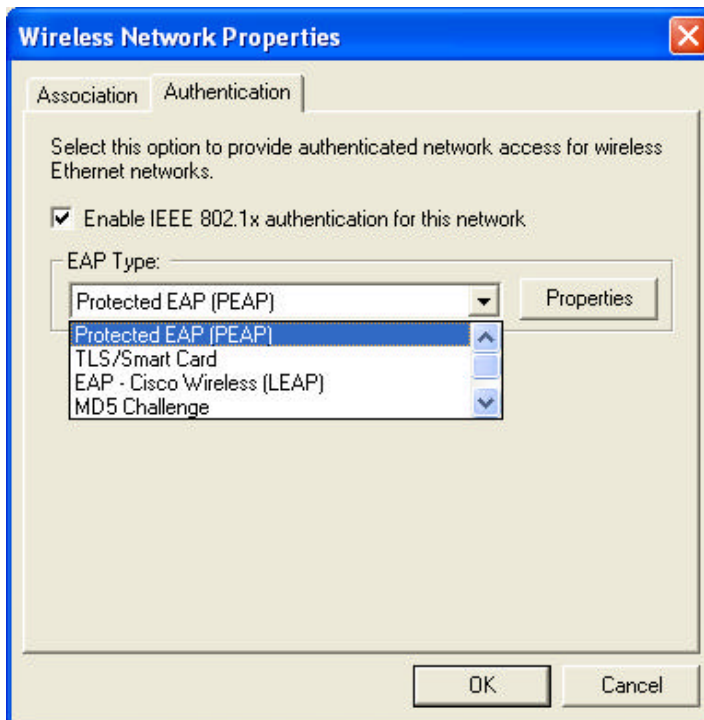 Wireless Network Properties
Association
Authentication
Select this option to provide authenticated network access for wireless
Ethernet networks.
Enable IEEE 802.1x authentication for this network
EAP Type:
Protected EAP (PEAP)
Properties
Protected EAP (PEAP)
TLS/Smart Card
EAP - Cisco Wireless (LEAP)
MD5 Challenge
OK
Cancel